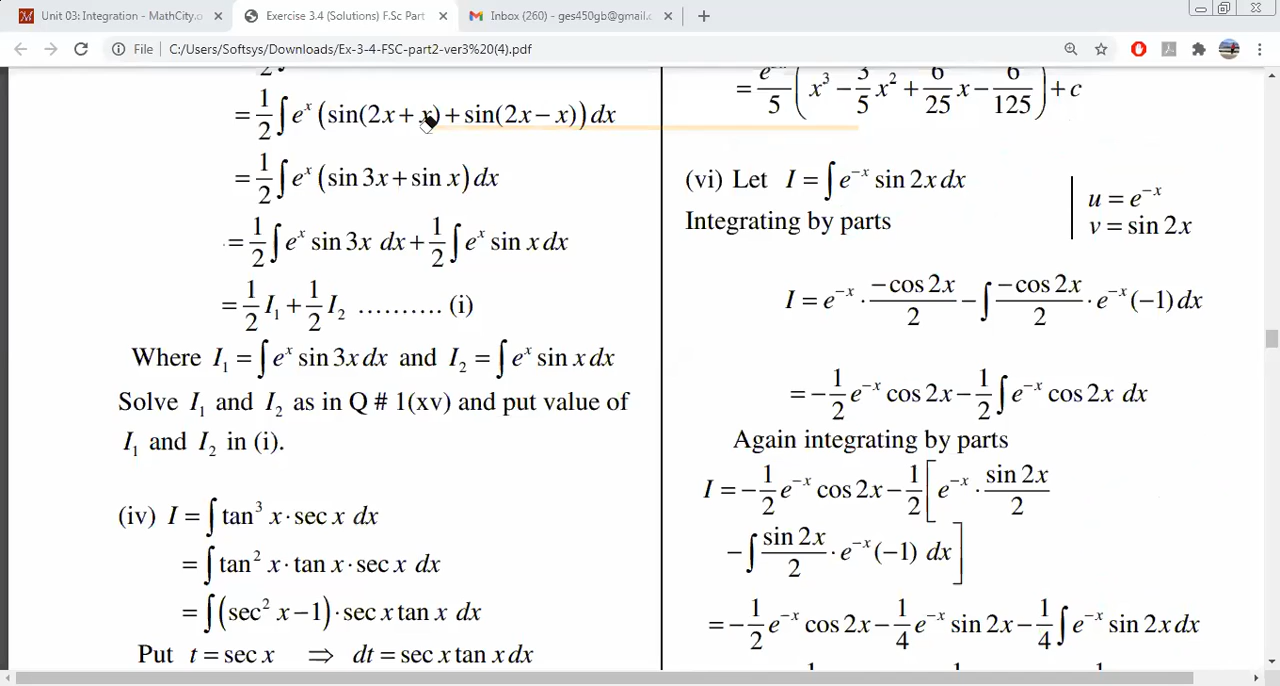 Unit 03: Integration - MathCity.o
Exercise 3.4 (Solutions) F.Sc Part
Inbox (260) - ges450gb@gmail.c
File
C:/Users/Softsys/Downloads/Ex-3-4-FSC-part2-ver3%20(4).pdf
= 1/2 ∫ eˣ (sin(2x + x) + sin(2x − x)) dx
= 1/2 ∫ eˣ (sin 3x + sin x) dx
= 1/2 ∫ eˣ sin 3x dx + 1/2 ∫ eˣ sin x dx
= 1/2 I₁ + 1/2 I₂ .......... (i)
Where I₁ = ∫ eˣ sin 3x dx and I₂ = ∫ eˣ sin x dx
Solve I₁ and I₂ as in Q # 1(xv) and put value of
I₁ and I₂ in (i).
(iv) I = ∫ tan³ x · sec x dx
= ∫ tan² x · tan x · sec x dx
= ∫ (sec² x − 1) · sec x tan x dx
Put t = sec x ⇒ dt = sec x tan x dx
5 ( x³ − 3/5 x² + 6/25 x − 6/125 ) + c
(vi) Let I = ∫ e⁻ˣ sin 2x dx
u = e⁻ˣ
v = sin 2x
Integrating by parts
I = e⁻ˣ · −cos 2x/2 − ∫ −cos 2x/2 · e⁻ˣ (−1) dx
= −1/2 e⁻ˣ cos 2x − 1/2 ∫ e⁻ˣ cos 2x dx
Again integrating by parts
I = −1/2 e⁻ˣ cos 2x − 1/2 [ e⁻ˣ · sin 2x/2
− ∫ sin 2x/2 · e⁻ˣ (−1) dx ]
= −1/2 e⁻ˣ cos 2x − 1/4 e⁻ˣ sin 2x − 1/4 ∫ e⁻ˣ sin 2x dx